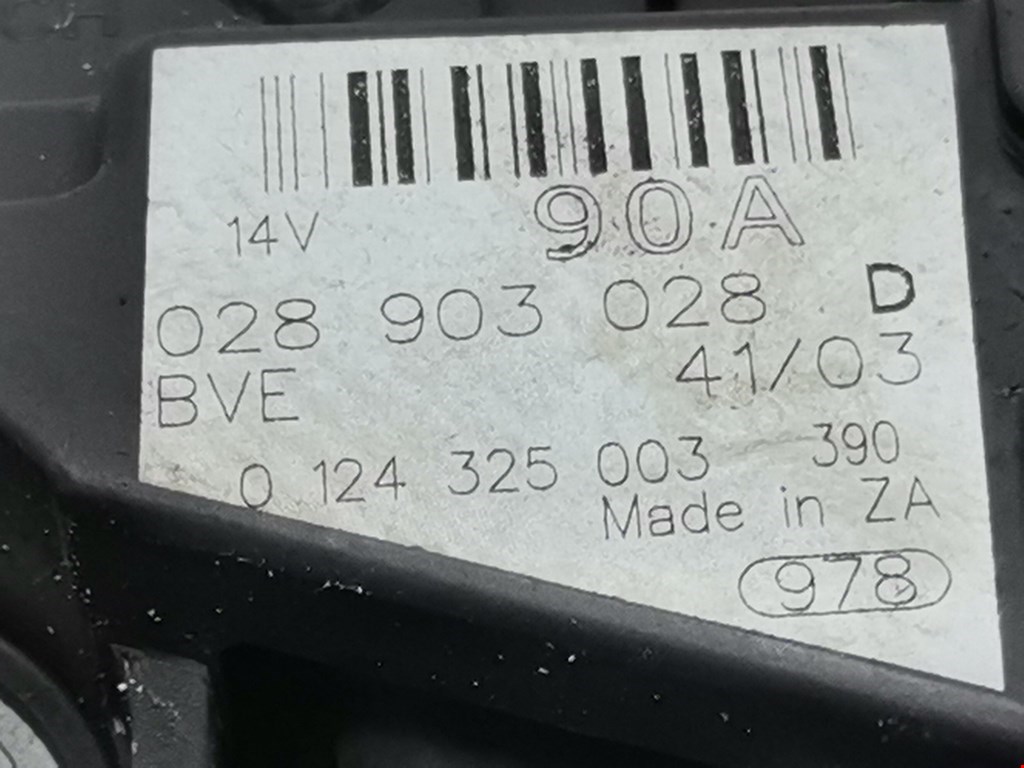 14V 90A
028 903 028 D
BVE 41/03
0 124 325 003 390
Made in ZA
978